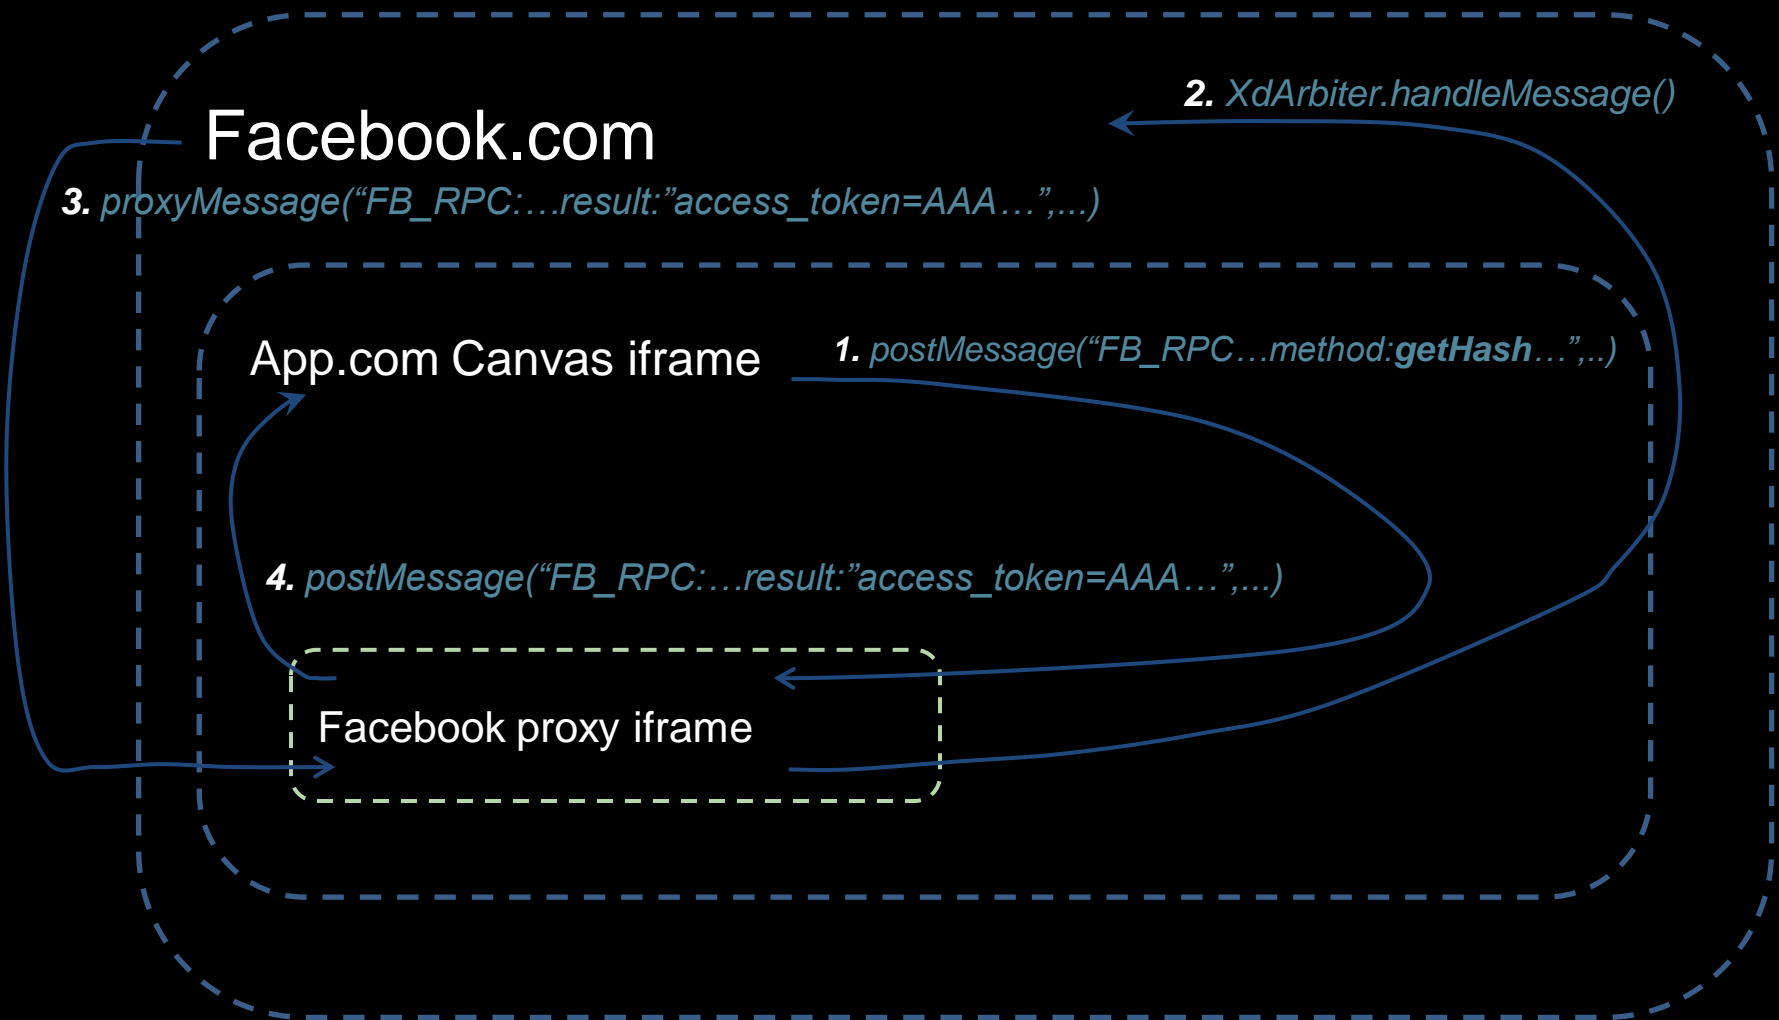 2. XdArbiter.handleMessage()
Facebook.com
3. proxyMessage(“FB_RPC:…result:”access_token=AAA…”,...)
App.com Canvas iframe
1. postMessage(“FB_RPC…method:getHash…”,..)
4. postMessage(“FB_RPC:…result:”access_token=AAA…”,...)
Facebook proxy iframe